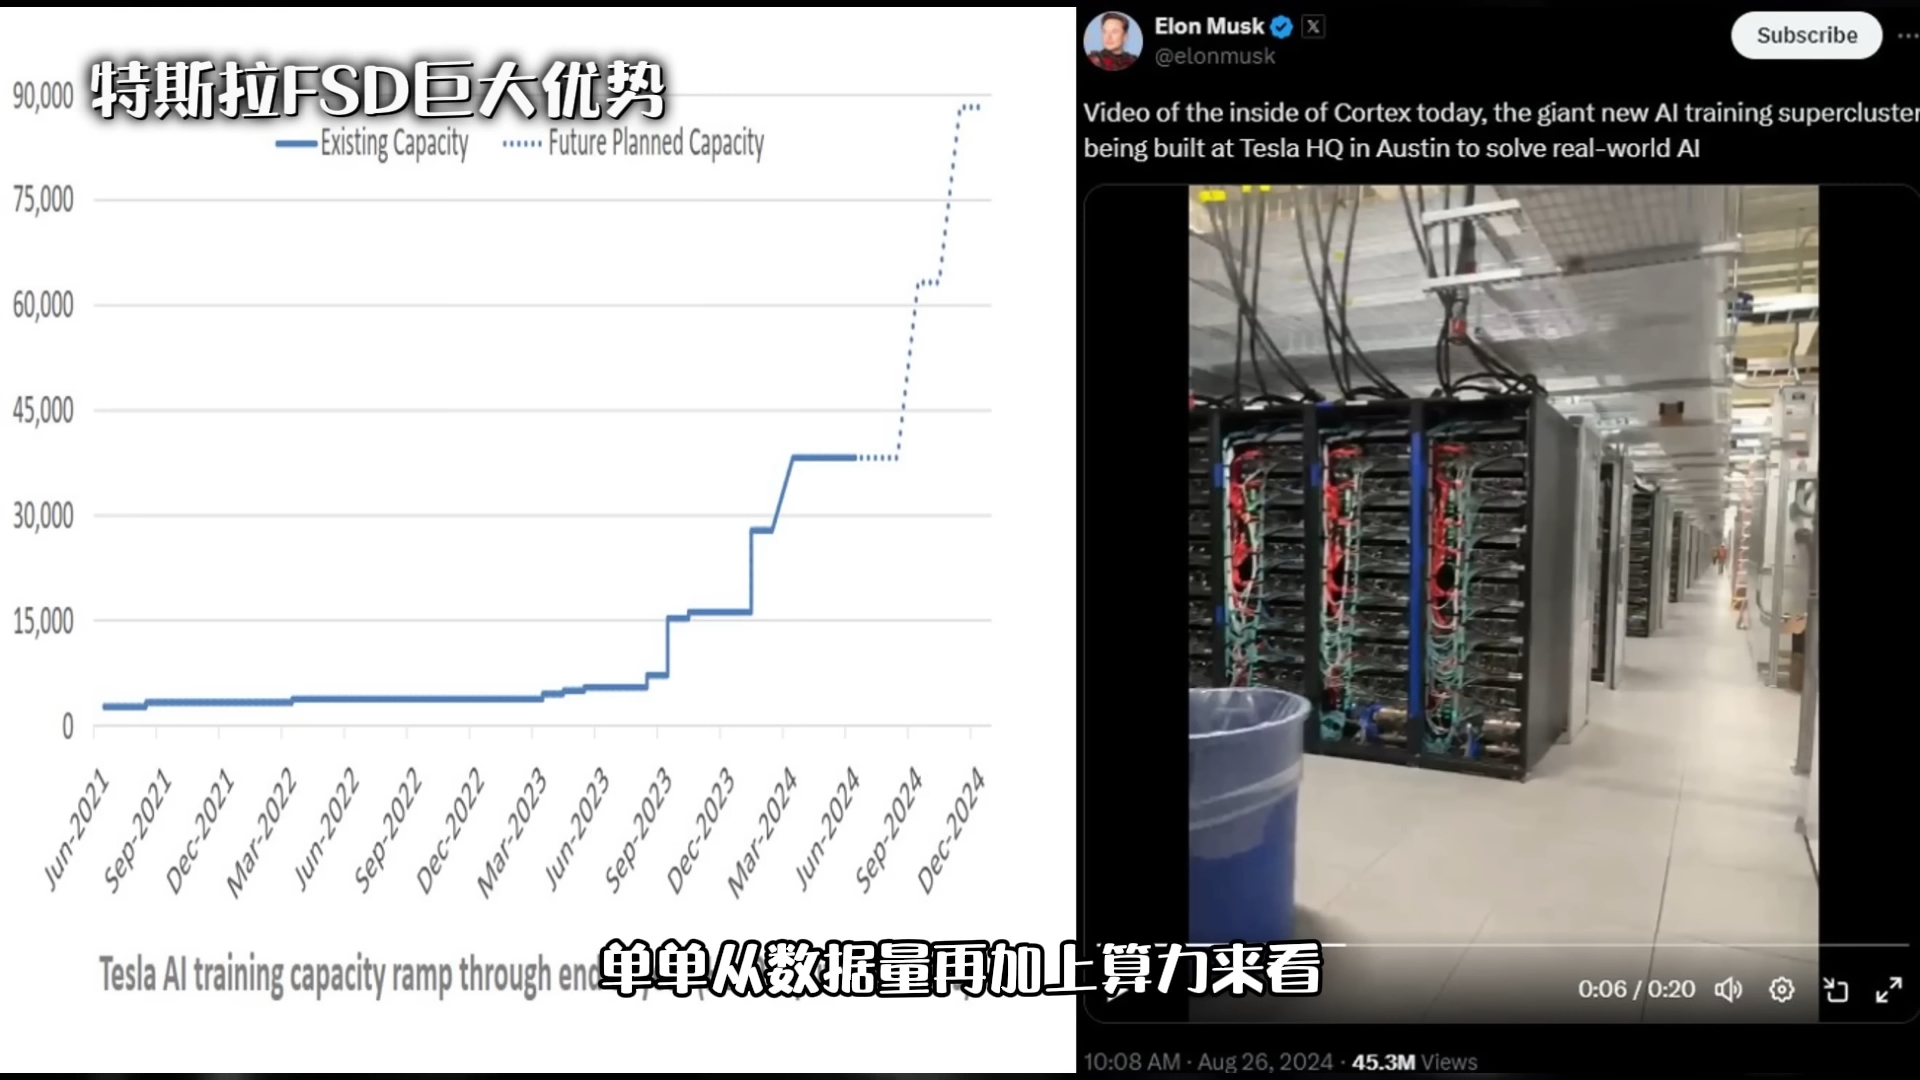 特斯拉FSD巨大优势
Existing Capacity
Future Planned Capacity
90,000
75,000
60,000
45,000
30,000
15,000
0
Jun-2021
Sep-2021
Dec-2021
Mar-2022
Jun-2022
Sep-2022
Dec-2022
Mar-2023
Jun-2023
Sep-2023
Dec-2023
Mar-2024
Jun-2024
Sep-2024
Dec-2024
Tesla AI training capacity ramp through end
单单从数据量再加上算力来看
Elon Musk
@elonmusk
Subscribe
Video of the inside of Cortex today, the giant new AI training supercluster
being built at Tesla HQ in Austin to solve real-world AI
0:06 / 0:20
10:08 AM · Aug 26, 2024 · 45.3M Views